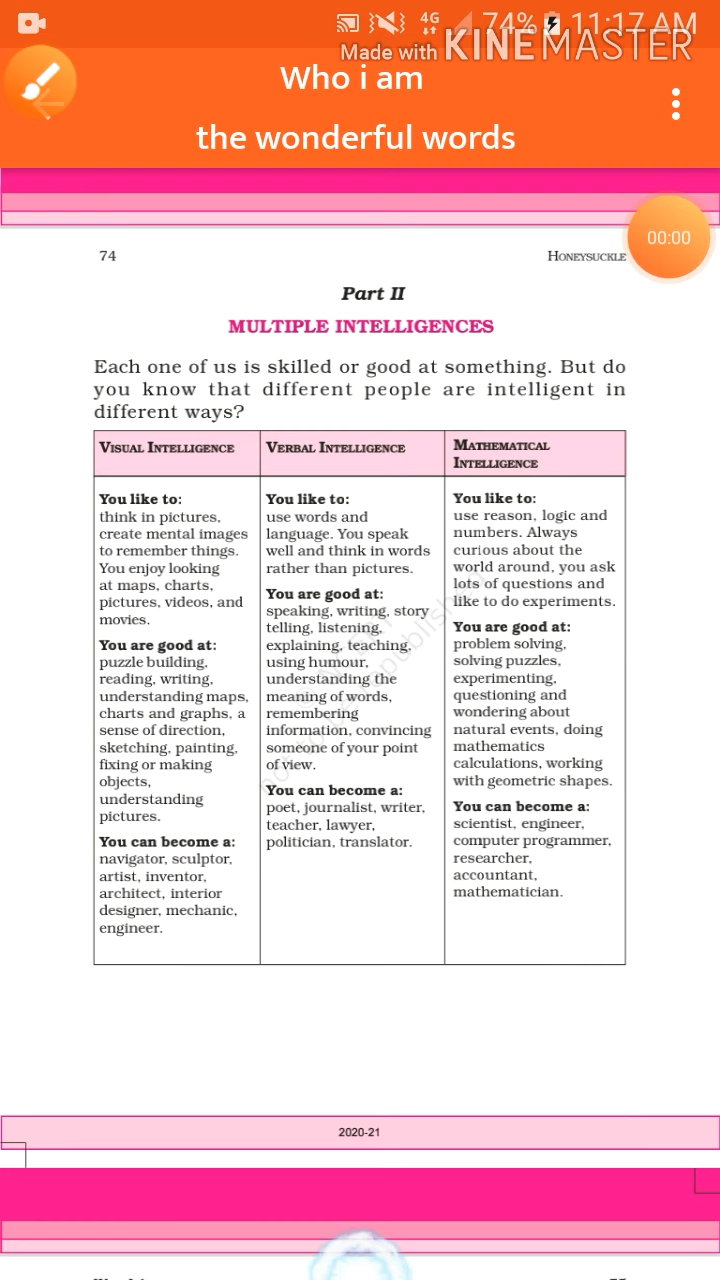 4G 74% 11:17 AM
Made with KINEMASTER
Who i am
the wonderful words
00:00
74 HONEYSUCKLE
Part II
MULTIPLE INTELLIGENCES
Each one of us is skilled or good at something. But do
you know that different people are intelligent in
different ways?
VISUAL INTELLIGENCE
You like to:
think in pictures,
create mental images
to remember things.
You enjoy looking
at maps, charts,
pictures, videos, and
movies.
You are good at:
puzzle building,
reading, writing,
understanding maps,
charts and graphs, a
sense of direction,
sketching, painting,
fixing or making
objects,
understanding
pictures.
You can become a:
navigator, sculptor,
artist, inventor,
architect, interior
designer, mechanic,
engineer.
VERBAL INTELLIGENCE
You like to:
use words and
language. You speak
well and think in words
rather than pictures.
You are good at:
speaking, writing, story
telling, listening,
explaining, teaching,
using humour,
understanding the
meaning of words,
remembering
information, convincing
someone of your point
of view.
You can become a:
poet, journalist, writer,
teacher, lawyer,
politician, translator.
MATHEMATICAL
INTELLIGENCE
You like to:
use reason, logic and
numbers. Always
curious about the
world around, you ask
lots of questions and
like to do experiments.
You are good at:
problem solving,
solving puzzles,
experimenting,
questioning and
wondering about
natural events, doing
mathematics
calculations, working
with geometric shapes.
You can become a:
scientist, engineer,
computer programmer,
researcher,
accountant,
mathematician.
not to be republished
2020-21